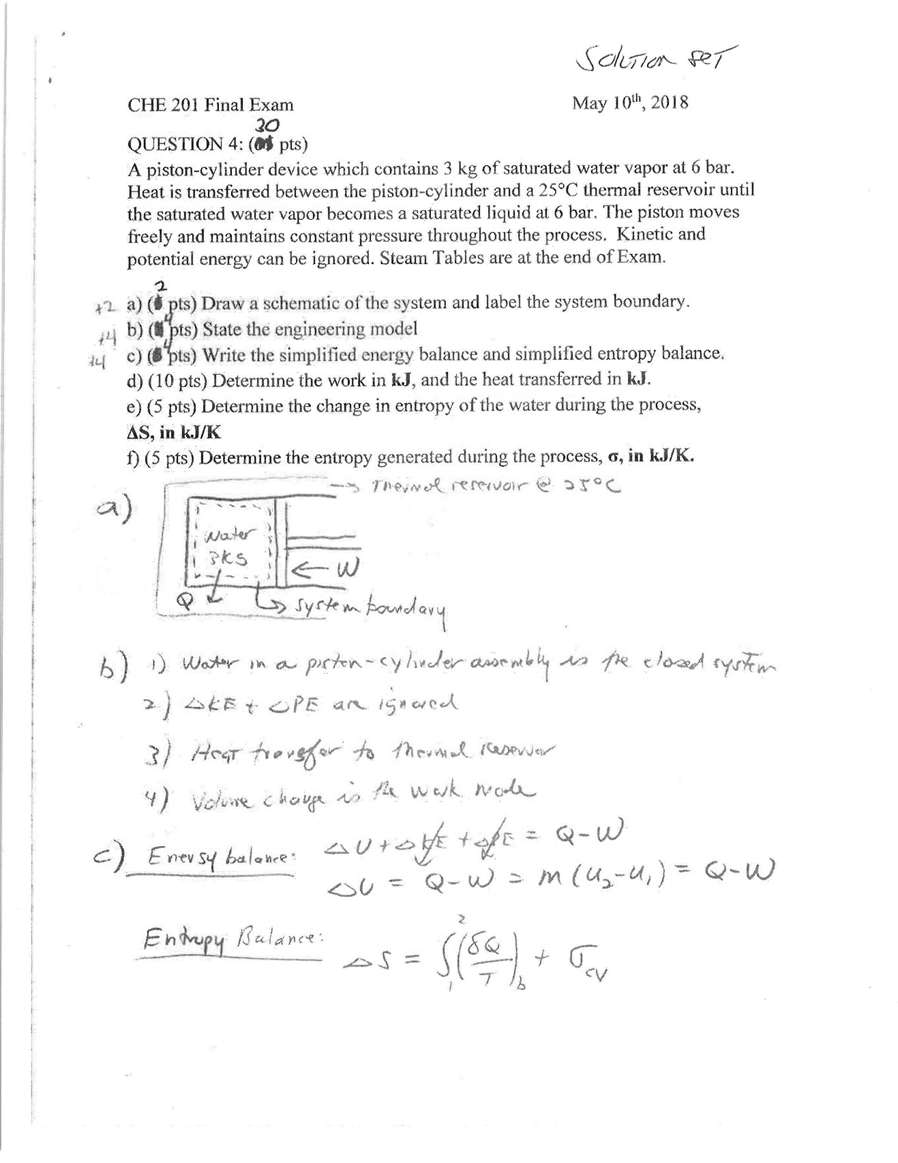 Solution set
CHE 201 Final Exam
May 10th, 2018
30
QUESTION 4: ( pts)
A piston-cylinder device which contains 3 kg of saturated water vapor at 6 bar.
Heat is transferred between the piston-cylinder and a 25°C thermal reservoir until
the saturated water vapor becomes a saturated liquid at 6 bar. The piston moves
freely and maintains constant pressure throughout the process. Kinetic and
potential energy can be ignored. Steam Tables are at the end of Exam.
2
+2 a) ( pts) Draw a schematic of the system and label the system boundary.
+4 b) (4 pts) State the engineering model
+4 c) (4 pts) Write the simplified energy balance and simplified entropy balance.
d) (10 pts) Determine the work in kJ, and the heat transferred in kJ.
e) (5 pts) Determine the change in entropy of the water during the process,
ΔS, in kJ/K
f) (5 pts) Determine the entropy generated during the process, σ, in kJ/K.
a)
→ Thermal reservoir @ 25°C
Water
3kg
← W
Q
→ system boundary
b) 1) Water in a piston-cylinder assembly is the closed system
2) ΔKE + ΔPE are ignored
3) Heat transfer to thermal reservoir
4) Volume change is the work mode
c) Energy balance: ΔU + ΔKE + ΔPE = Q - W
ΔU = Q - W = m (u₂ - u₁) = Q - W
Entropy Balance: ΔS = ∫₁² (δQ/T)b + σcv